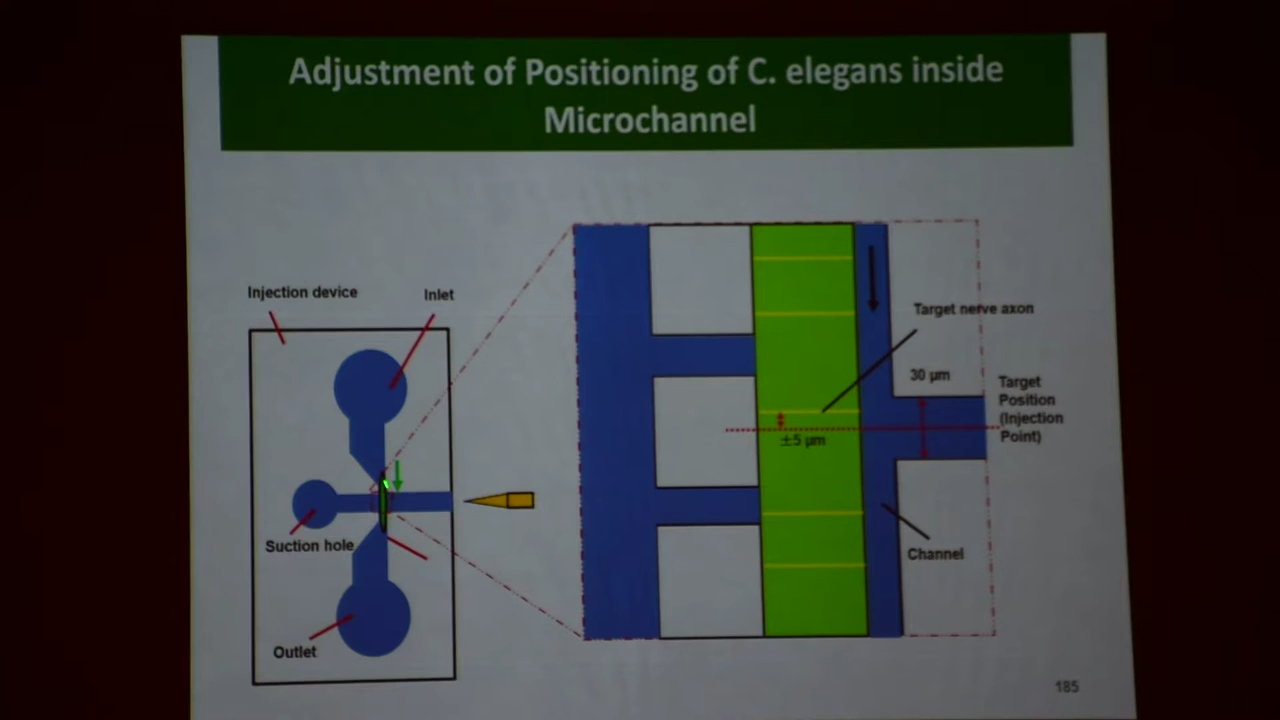 Adjustment of Positioning of C. elegans inside
Microchannel
Injection device
Inlet
Target nerve axon
30 µm
Target
Position
(Injection
Point)
±5 µm
Suction hole
Channel
Outlet
185